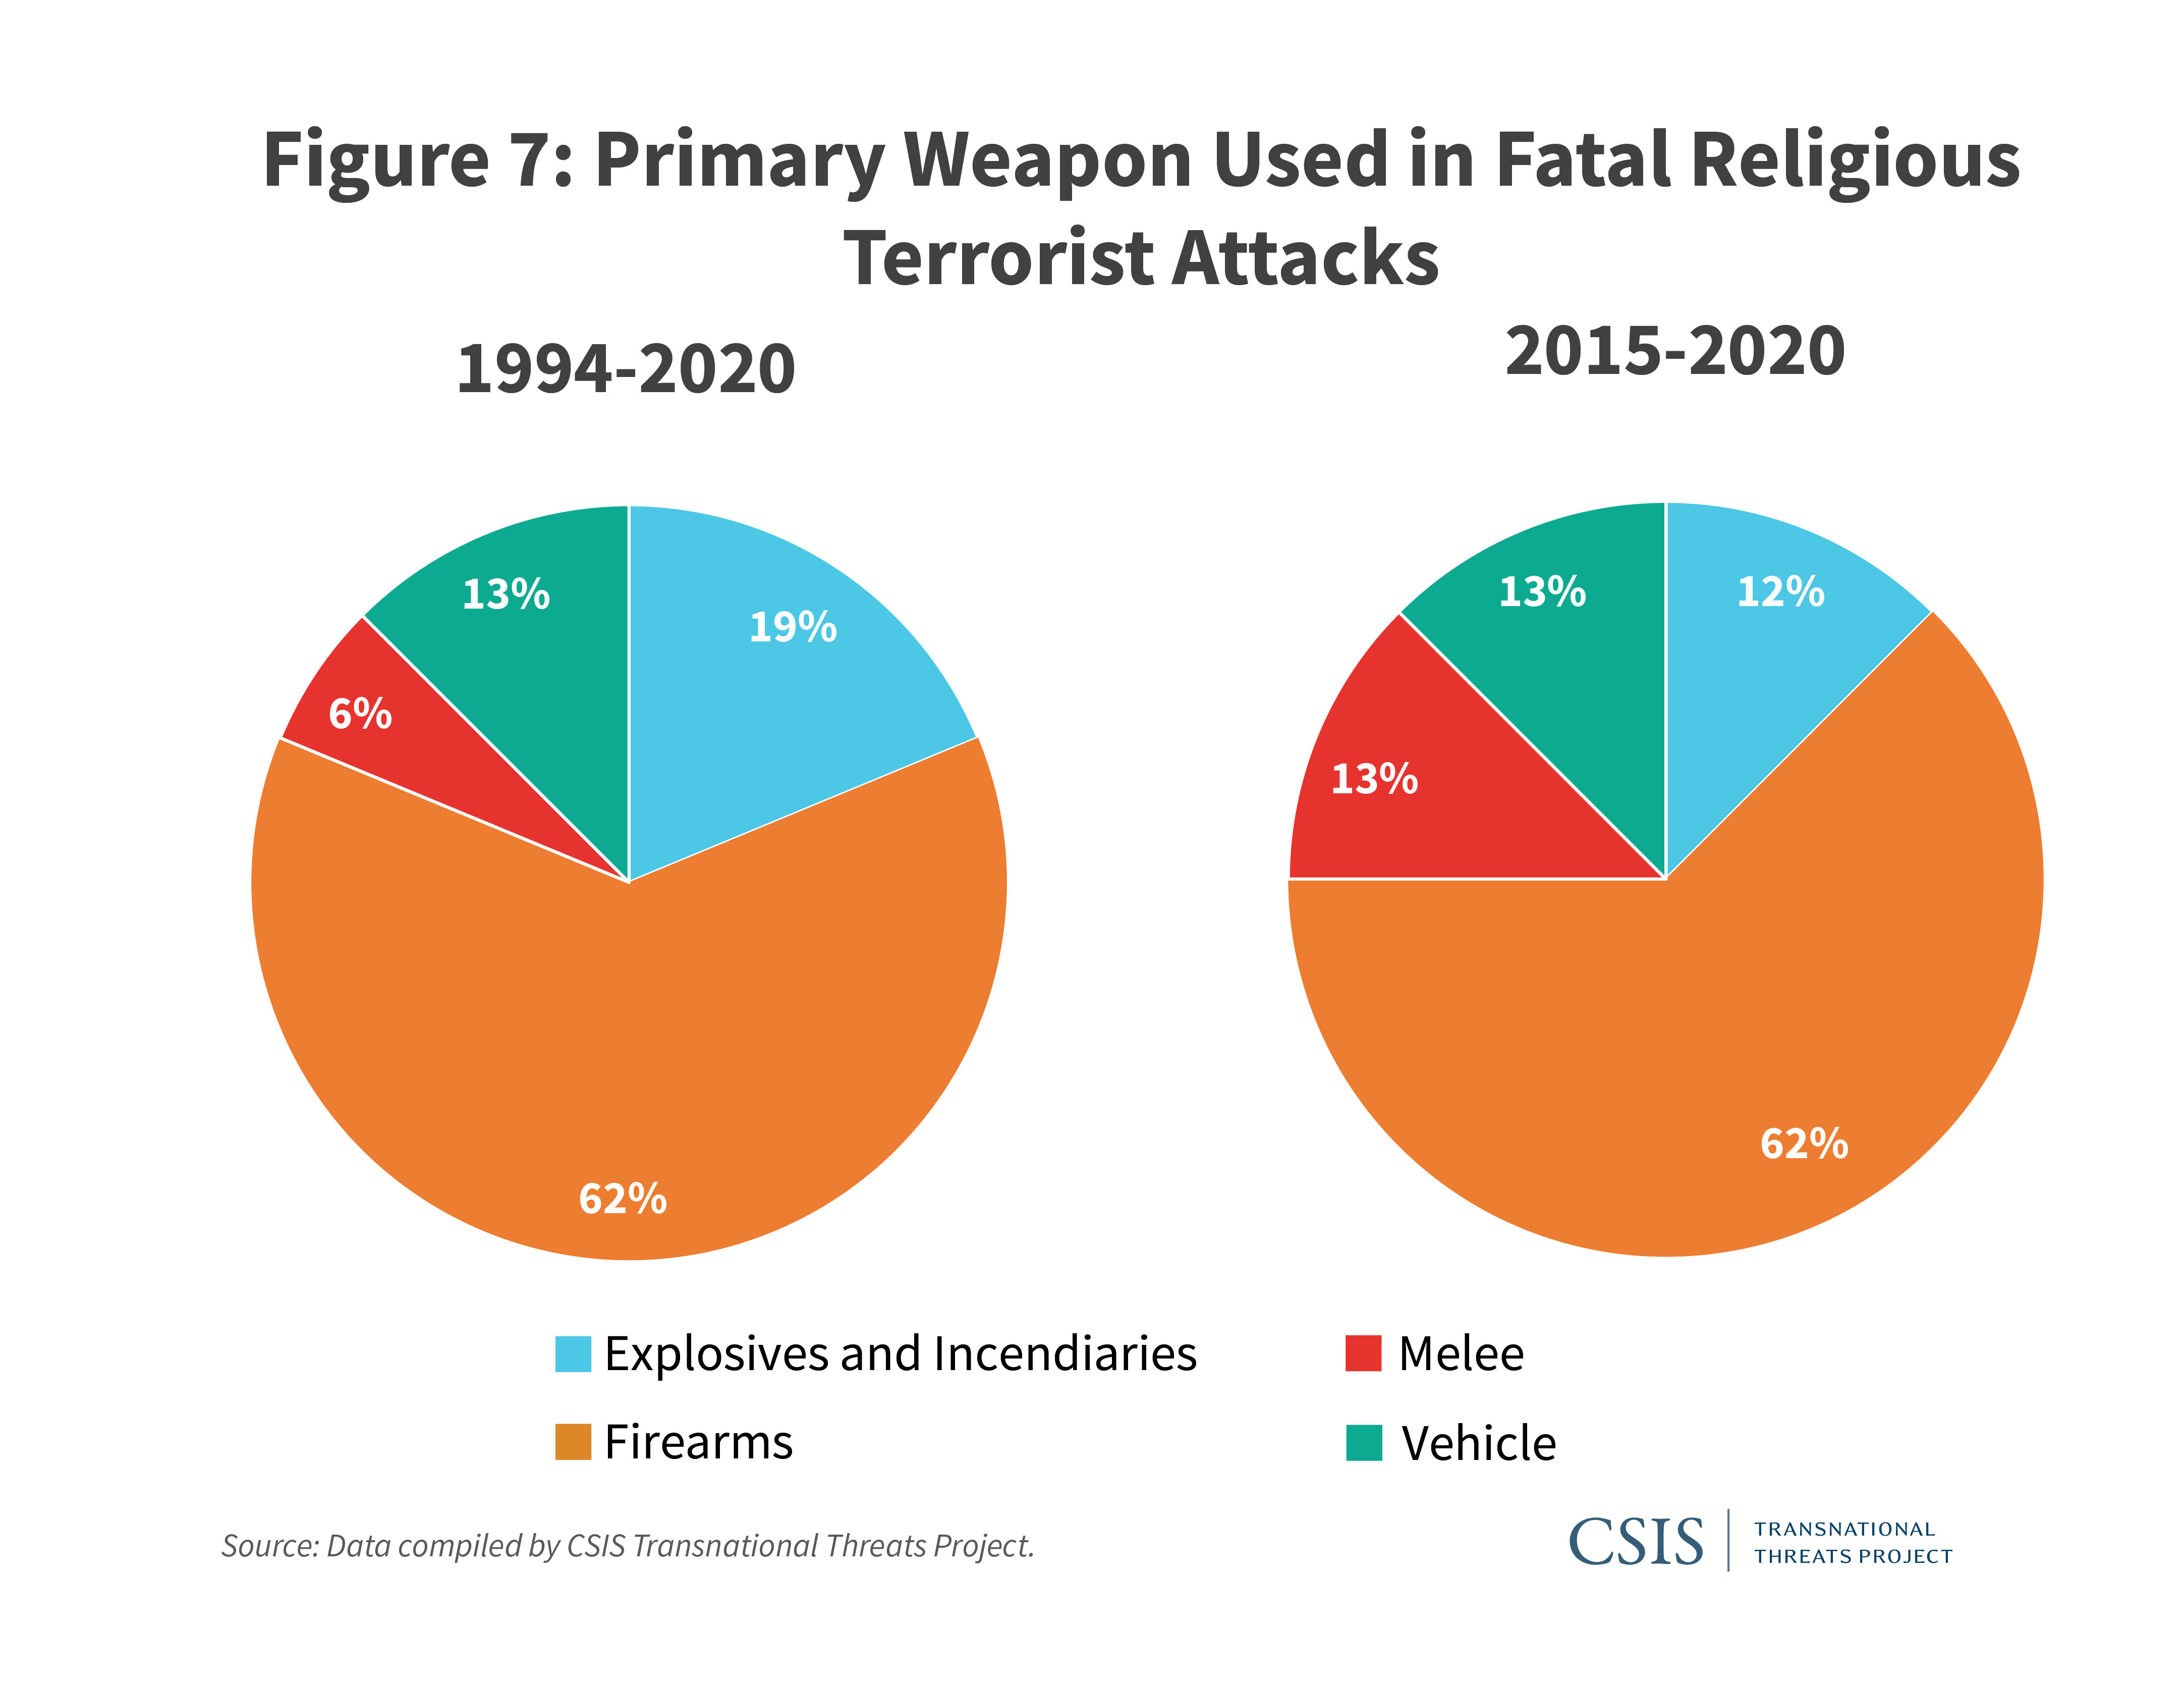 Figure 7: Primary Weapon Used in Fatal Religious
Terrorist Attacks
1994-2020
2015-2020
13%
19%
6%
62%
13%
12%
13%
62%
Explosives and Incendiaries
Melee
Firearms
Vehicle
Source: Data compiled by CSIS Transnational Threats Project.
CSIS
TRANSNATIONAL
THREATS PROJECT